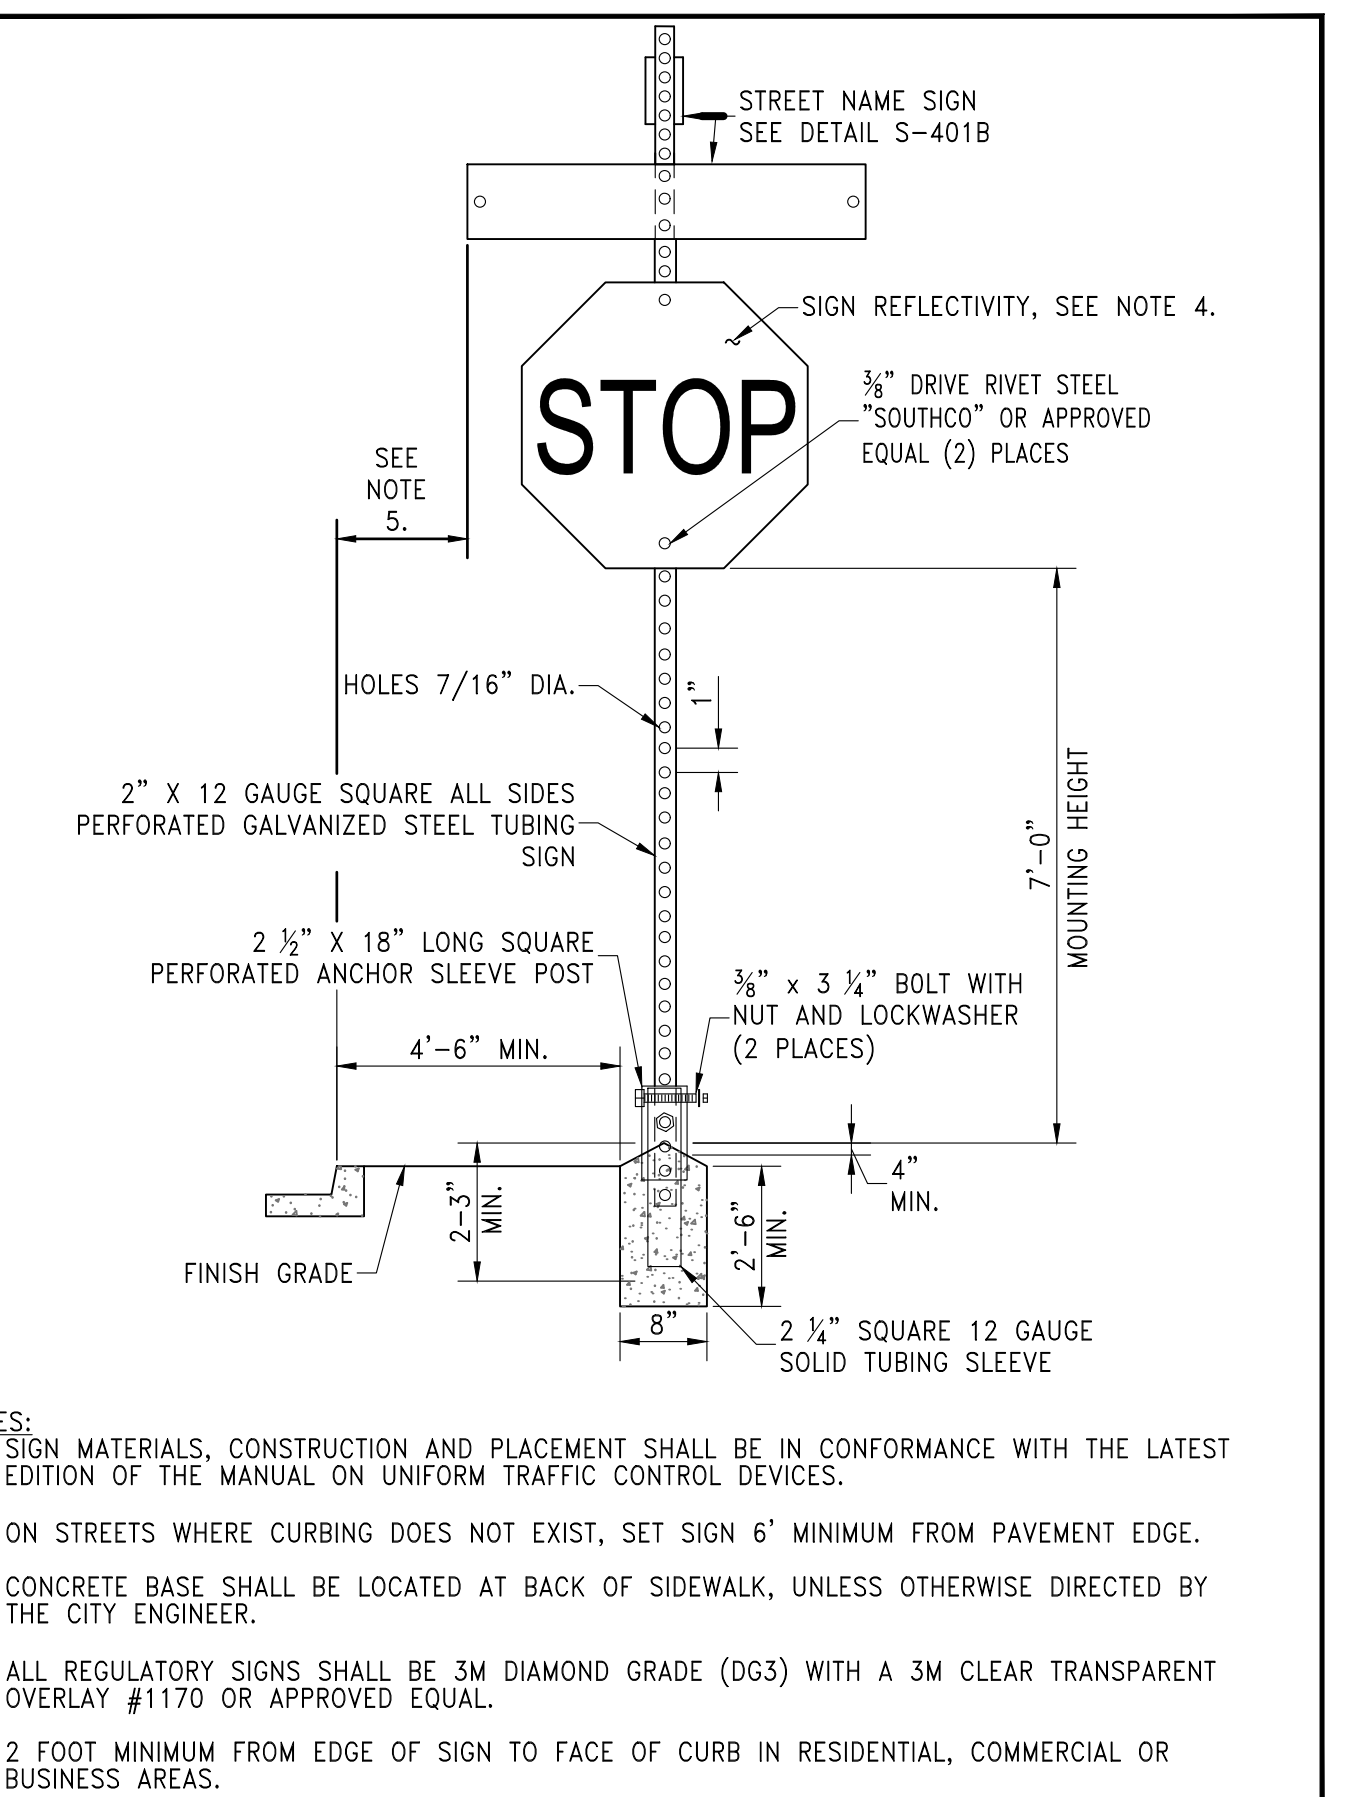 STREET NAME SIGN
SEE DETAIL S-401B
SIGN REFLECTIVITY, SEE NOTE 4.
STOP
⅜" DRIVE RIVET STEEL
"SOUTHCO" OR APPROVED
EQUAL (2) PLACES
SEE
NOTE
5.
HOLES 7/16" DIA.
1"
2" X 12 GAUGE SQUARE ALL SIDES
PERFORATED GALVANIZED STEEL TUBING
SIGN
7'-0"
MOUNTING HEIGHT
2 ½" X 18" LONG SQUARE
PERFORATED ANCHOR SLEEVE POST
⅜" x 3 ¼" BOLT WITH
NUT AND LOCKWASHER
(2 PLACES)
4'-6" MIN.
4"
MIN.
2-3"
MIN.
2'-6"
MIN.
FINISH GRADE
8"
2 ¼" SQUARE 12 GAUGE
SOLID TUBING SLEEVE
ES:
SIGN MATERIALS, CONSTRUCTION AND PLACEMENT SHALL BE IN CONFORMANCE WITH THE LATEST
EDITION OF THE MANUAL ON UNIFORM TRAFFIC CONTROL DEVICES.
ON STREETS WHERE CURBING DOES NOT EXIST, SET SIGN 6' MINIMUM FROM PAVEMENT EDGE.
CONCRETE BASE SHALL BE LOCATED AT BACK OF SIDEWALK, UNLESS OTHERWISE DIRECTED BY
THE CITY ENGINEER.
ALL REGULATORY SIGNS SHALL BE 3M DIAMOND GRADE (DG3) WITH A 3M CLEAR TRANSPARENT
OVERLAY #1170 OR APPROVED EQUAL.
2 FOOT MINIMUM FROM EDGE OF SIGN TO FACE OF CURB IN RESIDENTIAL, COMMERCIAL OR
BUSINESS AREAS.